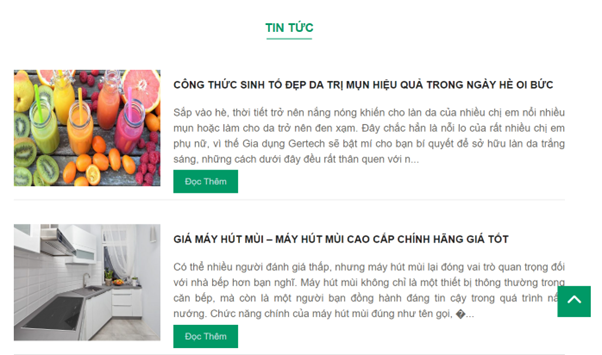 TIN TỨC
CÔNG THỨC SINH TỐ ĐẸP DA TRỊ MỤN HIỆU QUẢ TRONG NGÀY HÈ OI BỨC
Sắp vào hè, thời tiết trở nên nắng nóng khiến cho làn da của nhiều chị em nổi nhiều
mụn hoặc làm cho da trở nên đen xạm. Đây chắc hẳn là nỗi lo của rất nhiều chị em
phụ nữ, vì thế Gia dụng Gertech sẽ bật mí cho bạn bí quyết để sở hữu làn da trắng
sáng, những cách dưới đây đều rất thân quen với n...
Đọc Thêm
GIÁ MÁY HÚT MÙI – MÁY HÚT MÙI CAO CẤP CHÍNH HÃNG GIÁ TỐT
Có thể nhiều người đánh giá thấp, nhưng máy hút mùi lại đóng vai trò quan trọng đối
với nhà bếp hơn bạn nghĩ. Máy hút mùi không chỉ là một thiết bị thông thường trong
căn bếp, mà còn là một người bạn đồng hành đáng tin cậy trong quá trình
nướng. Chức năng chính của máy hút mùi đúng như tên gọi, �...
Đọc Thêm